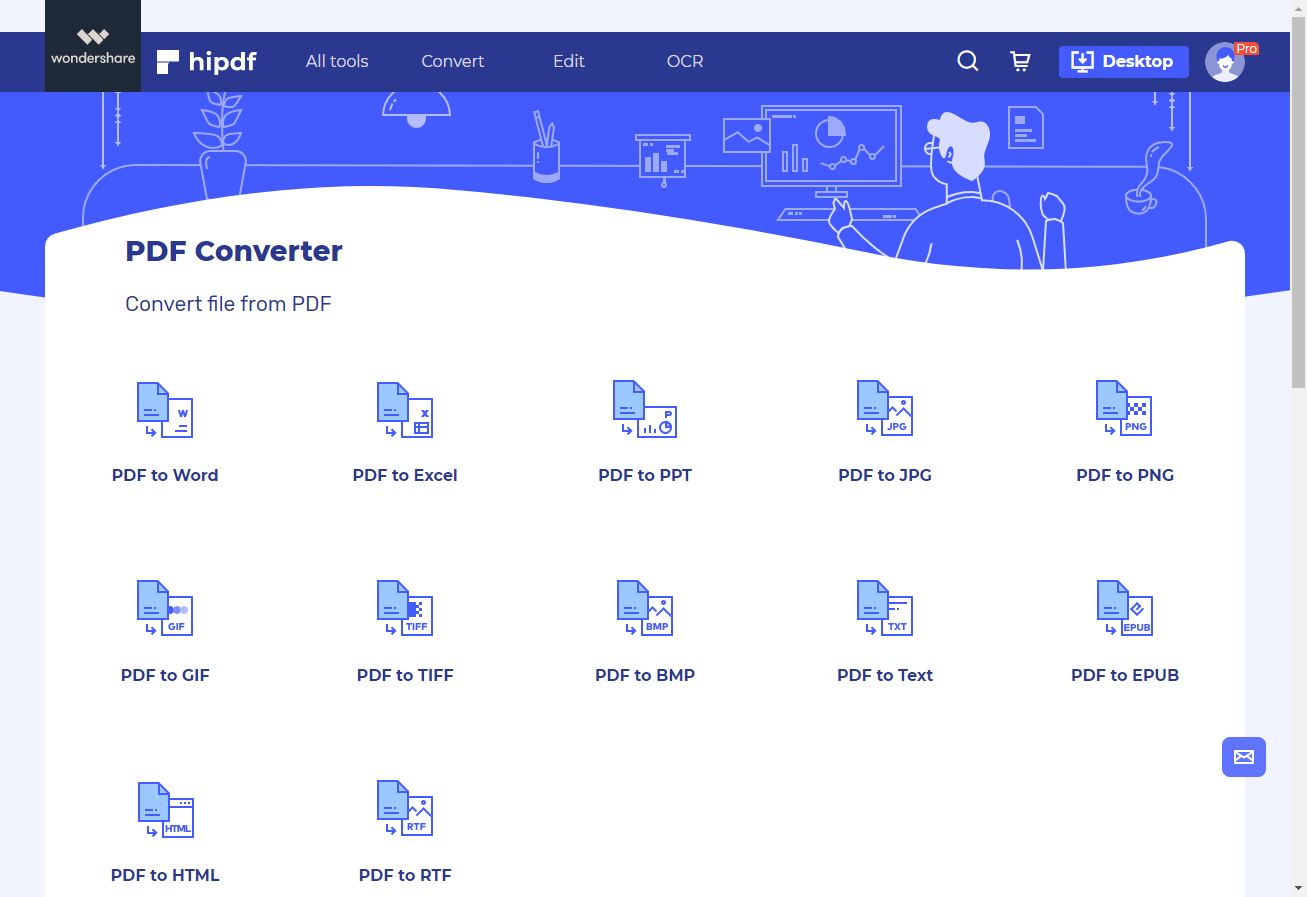 wondershare
hipdf
All tools
Convert
Edit
OCR
Desktop
Pro
PDF Converter
Convert file from PDF
W
X
P
JPG
PNG
PDF to Word
PDF to Excel
PDF to PPT
PDF to JPG
PDF to PNG
GIF
TIFF
BMP
TXT
EPUB
PDF to GIF
PDF to TIFF
PDF to BMP
PDF to Text
PDF to EPUB
HTML
RTF
PDF to HTML
PDF to RTF